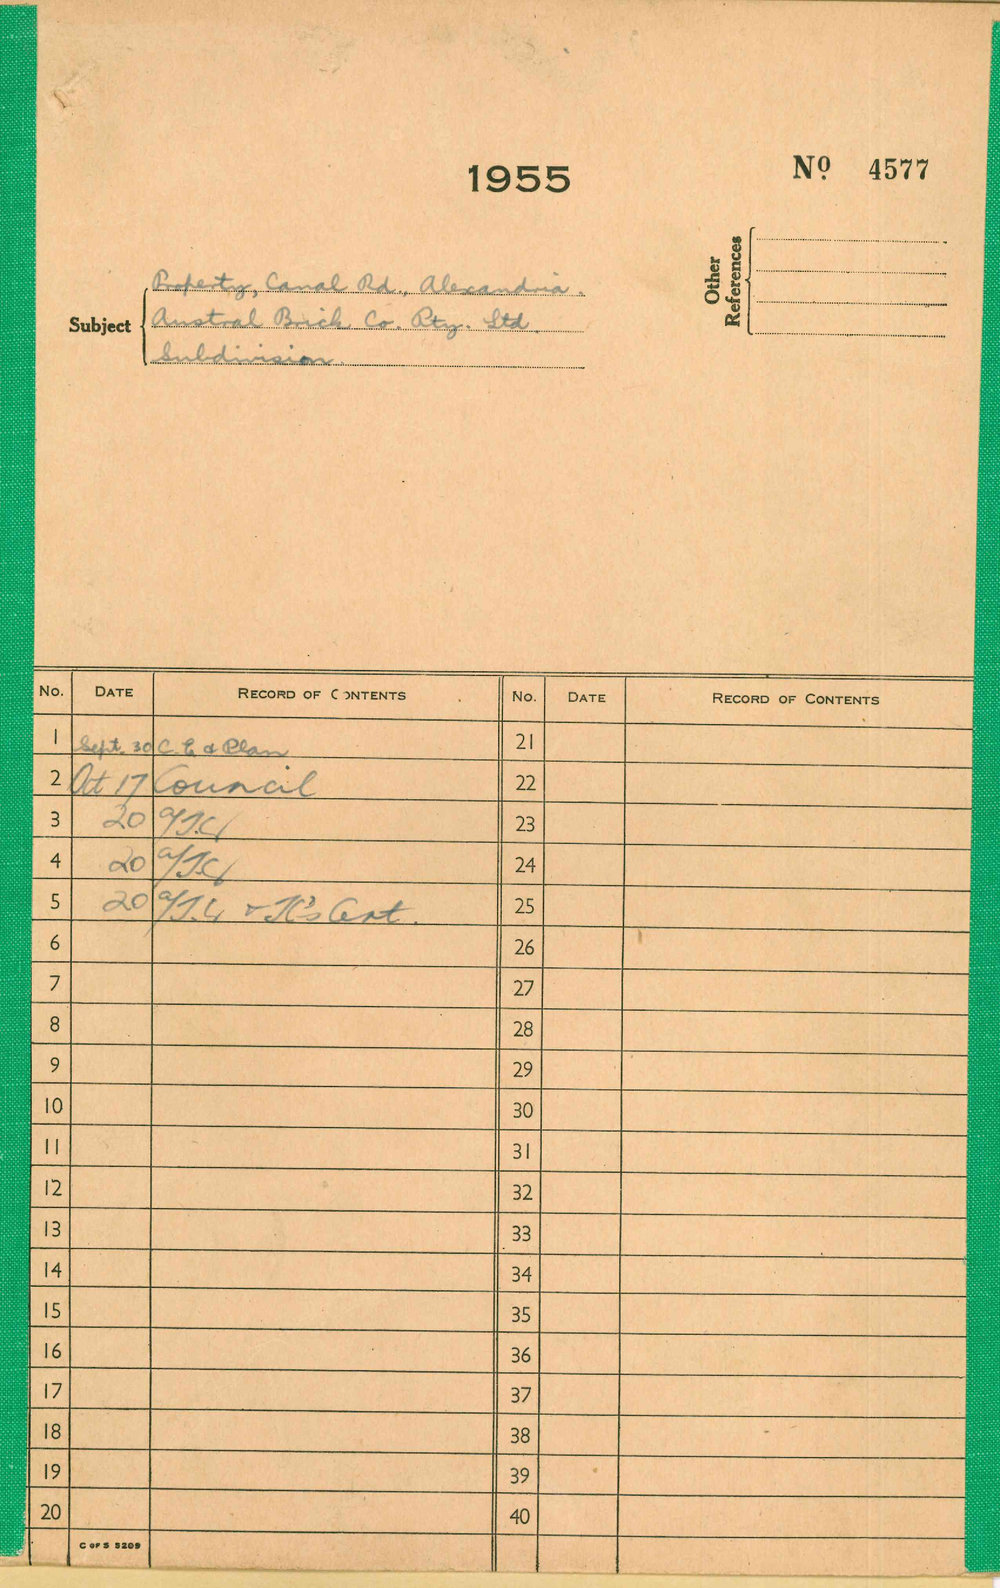 1955
Nº 4577
Other References
Subject
Property, Canal Rd., Alexandria.
Austral Brick Co. Pty. Ltd.
Subdivision.
No. DATE RECORD OF CONTENTS No. DATE RECORD OF CONTENTS
1 Sept. 30 C.E & Plan 21
2 Oct 17 Council 22
3 20 23
4 20 24
5 20 Cert. 25
6 26
7 27
8 28
9 29
10 30
11 31
12 32
13 33
14 34
15 35
16 36
17 37
18 38
19 39
20 40
C OF S 5209